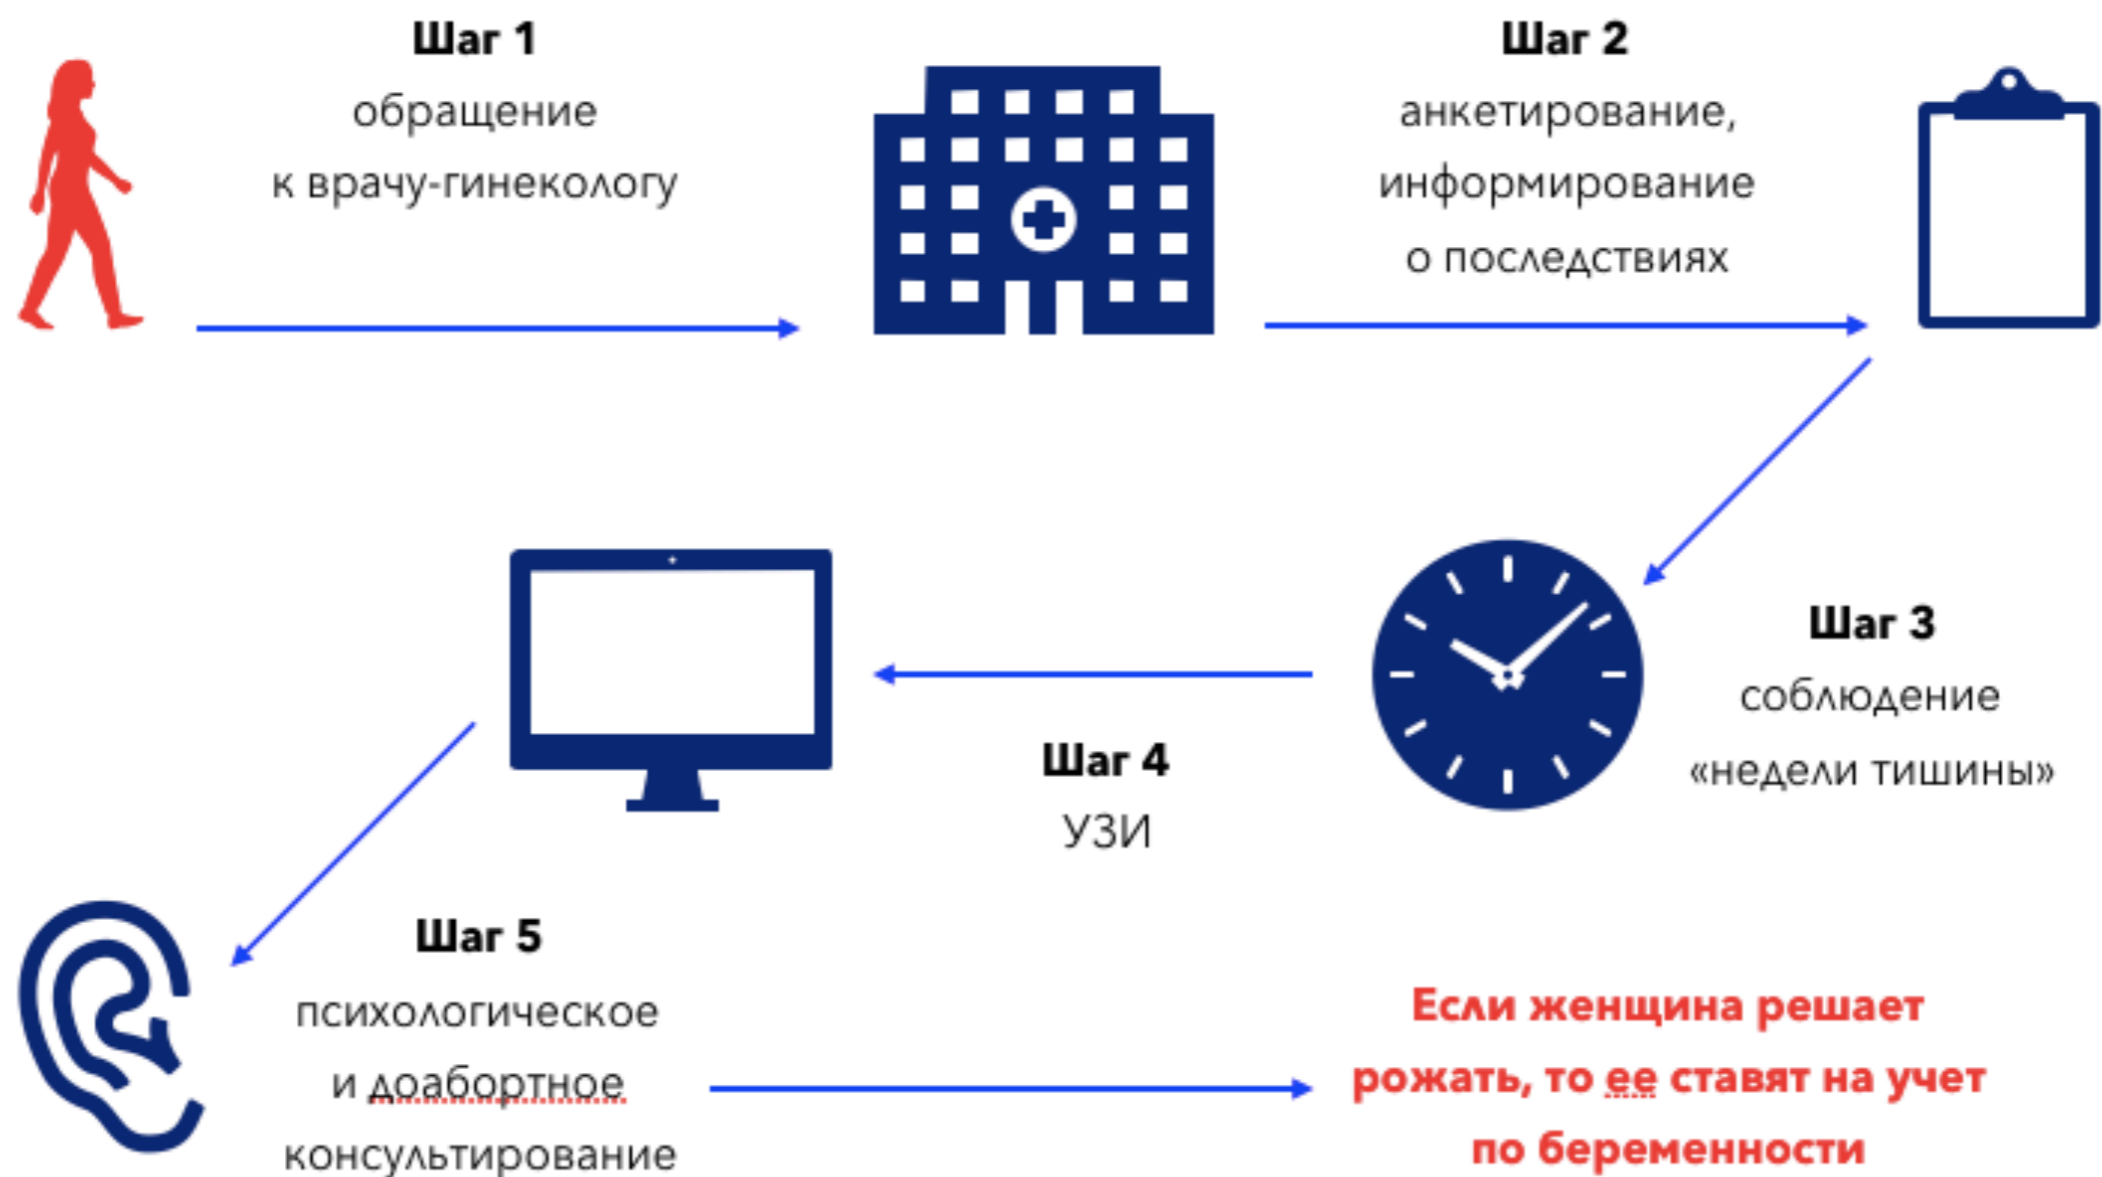 Шаг 1
обращение
к врачу-гинекологу
Шаг 2
анкетирование,
информирование
о последствиях
Шаг 3
соблюдение
«недели тишины»
Шаг 4
УЗИ
Шаг 5
психологическое
и доабортное
консультирование
Если женщина решает
рожать, то ее ставят на учет
по беременности